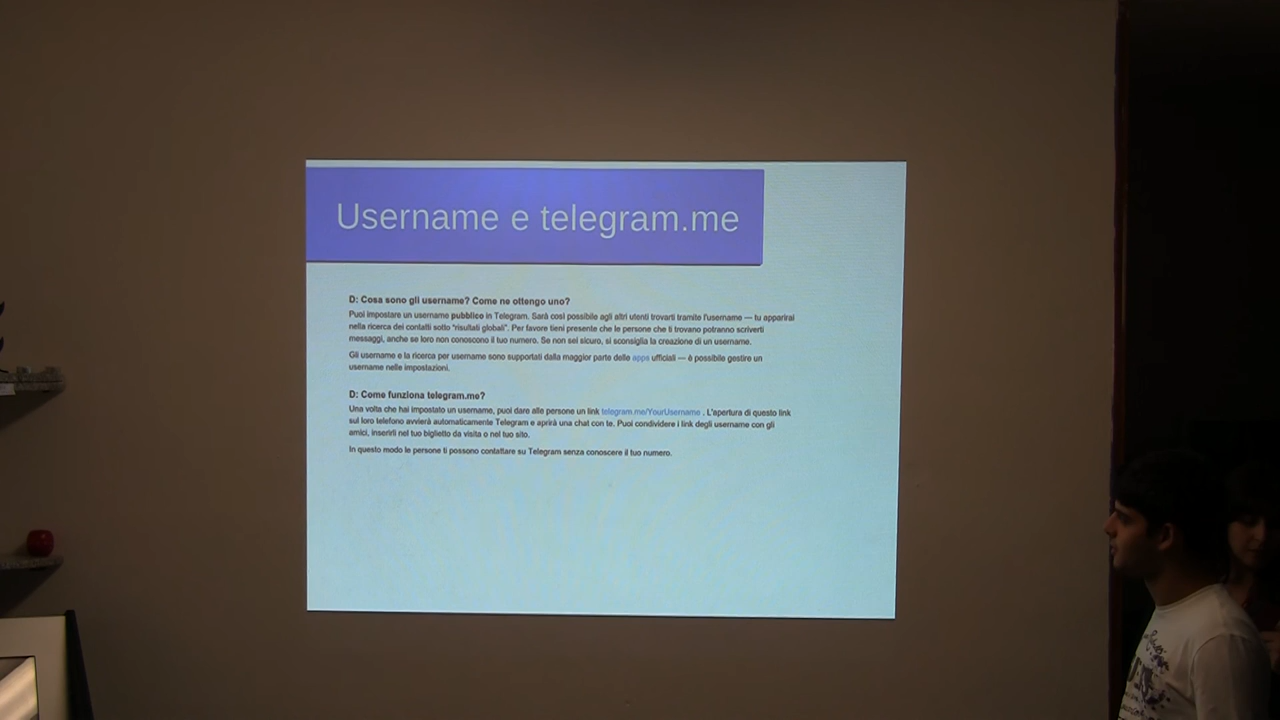 Username e telegram.me
D: Cosa sono gli username? Come ne ottengo uno?
Puoi impostare un username pubblico in Telegram. Sarà così possibile agli altri utenti trovarti tramite l'username — tu apparirai
nella ricerca dei contatti sotto "risultati globali". Per favore tieni presente che le persone che ti trovano potranno scriverti
messaggi, anche se loro non conoscono il tuo numero. Se non sei sicuro, si sconsiglia la creazione di un username.
Gli username e la ricerca per username sono supportati dalla maggior parte delle apps ufficiali — è possibile gestire un
username nelle impostazioni.
D: Come funziona telegram.me?
Una volta che hai impostato un username, puoi dare alle persone un link telegram.me/YourUsername . L'apertura di questo link
sul loro telefono avvierà automaticamente Telegram e aprirà una chat con te. Puoi condividere i link degli username con gli
amici, inserirli nel tuo biglietto da visita o nel tuo sito.
In questo modo le persone ti possono contattare su Telegram senza conoscere il tuo numero.